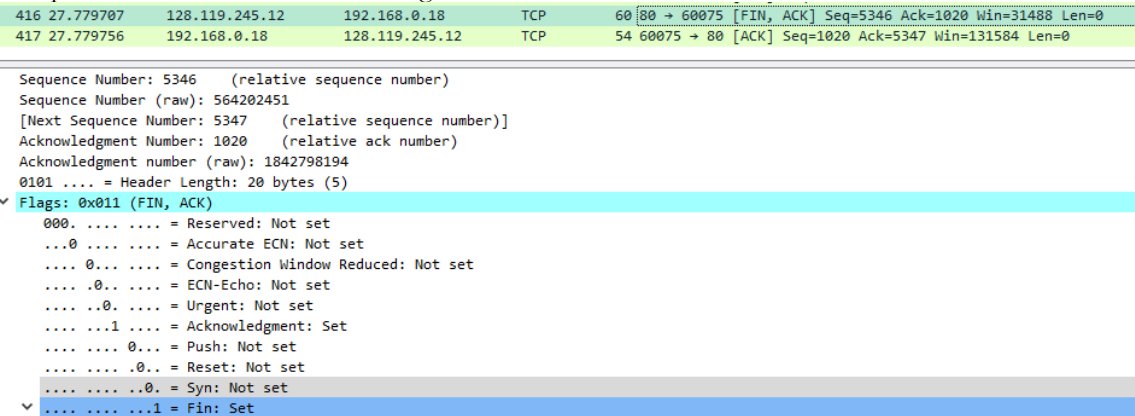 416 27.779707 128.119.245.12 192.168.0.18 TCP 60 80 → 60075 [FIN, ACK] Seq=5346 Ack=1020 Win=31488 Len=0
417 27.779756 192.168.0.18 128.119.245.12 TCP 54 60075 → 80 [ACK] Seq=1020 Ack=5347 Win=131584 Len=0
Sequence Number: 5346 (relative sequence number)
Sequence Number (raw): 564202451
[Next Sequence Number: 5347 (relative sequence number)]
Acknowledgment Number: 1020 (relative ack number)
Acknowledgment number (raw): 1842798194
0101 .... = Header Length: 20 bytes (5)
Flags: 0x011 (FIN, ACK)
000. .... .... = Reserved: Not set
...0 .... .... = Accurate ECN: Not set
.... 0... .... = Congestion Window Reduced: Not set
.... .0.. .... = ECN-Echo: Not set
.... ..0. .... = Urgent: Not set
.... ...1 .... = Acknowledgment: Set
.... .... 0... = Push: Not set
.... .... .0.. = Reset: Not set
.... .... ..0. = Syn: Not set
.... .... ...1 = Fin: Set